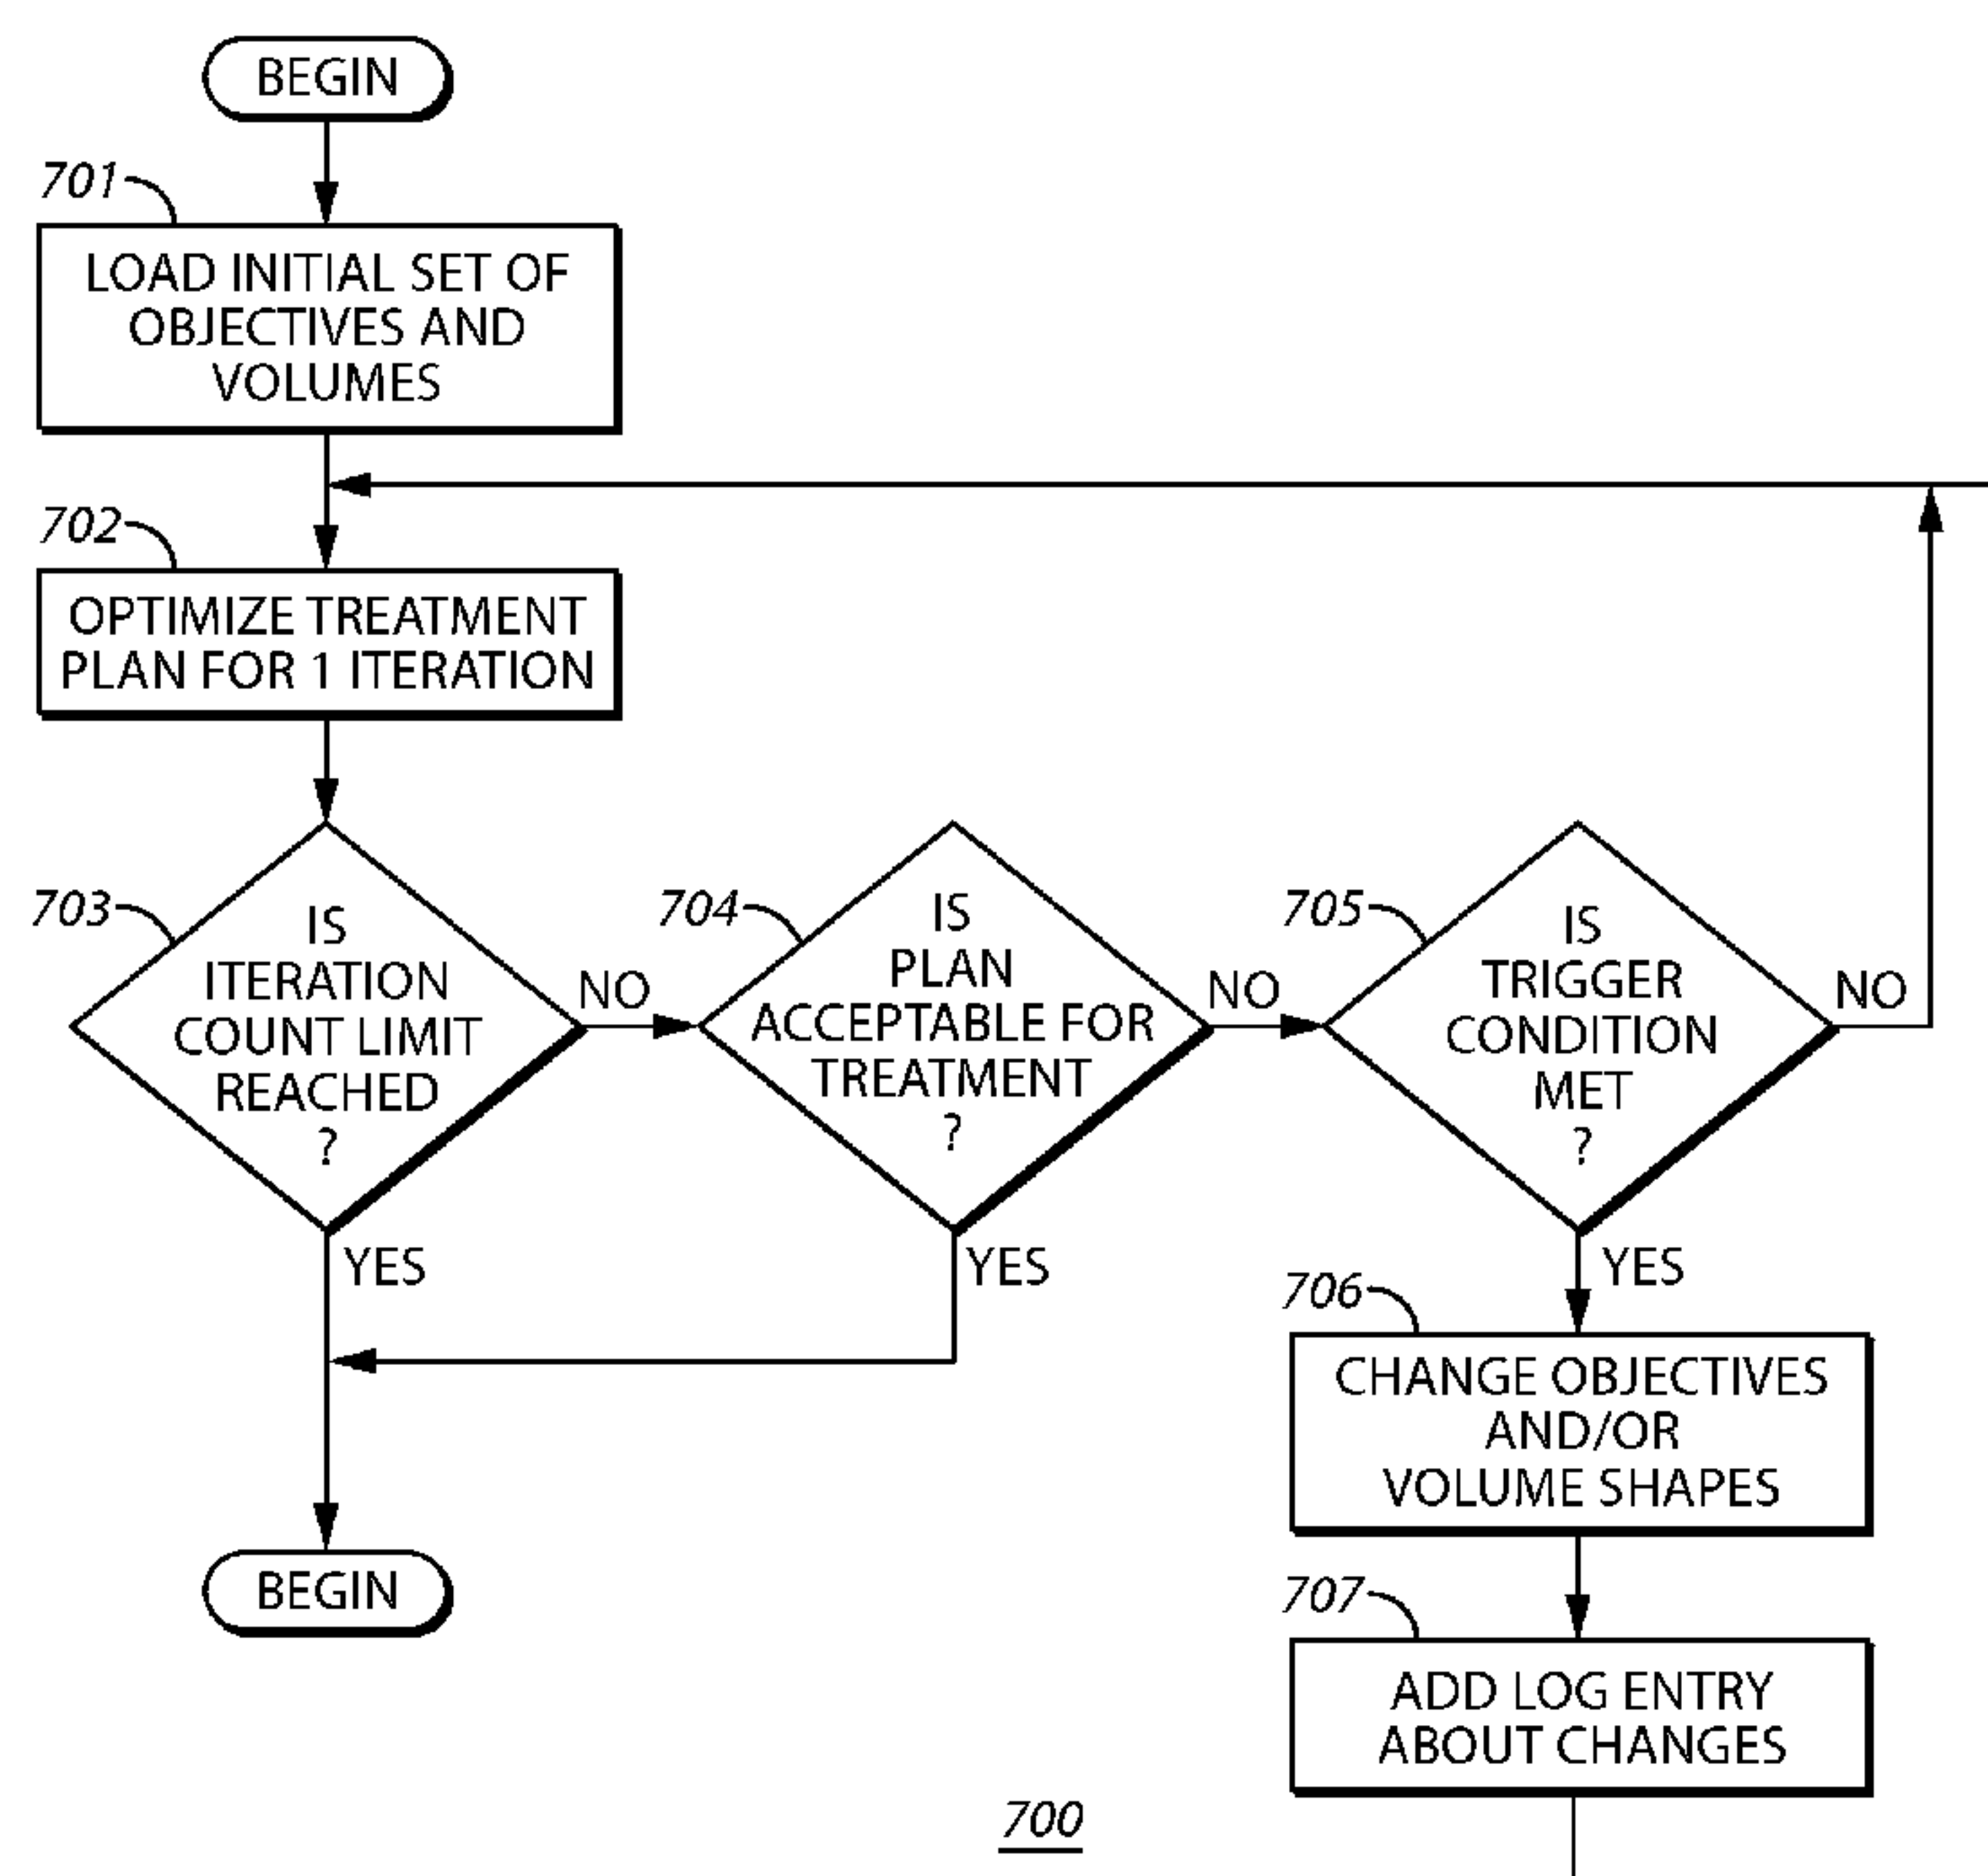 BEGIN
701
LOAD INITIAL SET OF
OBJECTIVES AND
VOLUMES
702
OPTIMIZE TREATMENT
PLAN FOR 1 ITERATION
703
IS
ITERATION
COUNT LIMIT
REACHED
?
NO
YES
704
IS
PLAN
ACCEPTABLE FOR
TREATMENT
?
NO
YES
705
IS
TRIGGER
CONDITION
MET
?
NO
YES
706
CHANGE OBJECTIVES
AND/OR
VOLUME SHAPES
707
ADD LOG ENTRY
ABOUT CHANGES
BEGIN
700